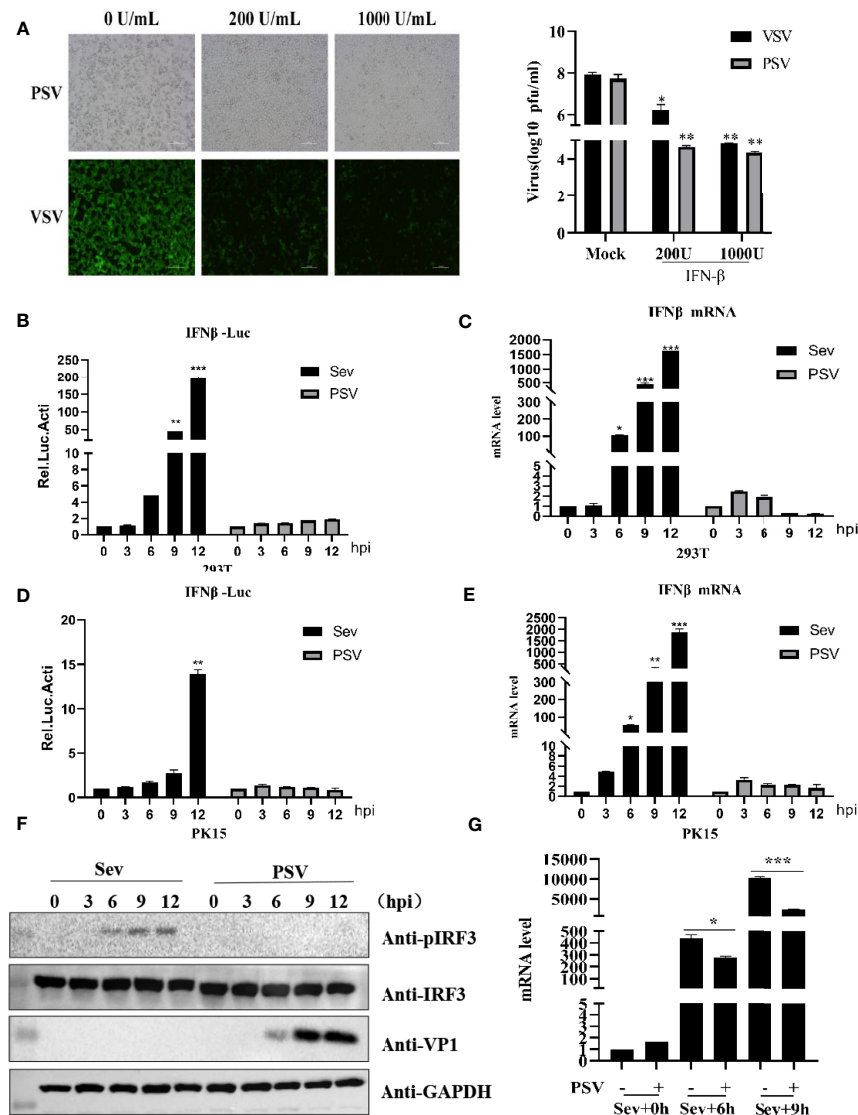 A
0 U/mL 200 U/mL 1000 U/mL
PSV
VSV
Virus(log10 pfu/ml)
8
6
4
2
0
VSV
PSV
*
**
**
**
Mock 200U 1000U
IFN-β
B
IFNβ -Luc
Rel.Luc.Acti
250
200
150
100
50
10
8
6
4
2
0
**
***
Sev
PSV
0 3 6 9 12 0 3 6 9 12 hpi
293T
C
IFNβ mRNA
mRNA level
2000
1500
1000
500
300
200
100
5
4
3
2
1
0
*
***
***
Sev
PSV
0 3 6 9 12 0 3 6 9 12 hpi
293T
D
IFNβ -Luc
Rel.Luc.Acti
20
15
10
5
0
**
Sev
PSV
0 3 6 9 12 0 3 6 9 12 hpi
PK15
E
IFNβ mRNA
mRNA level
2500
2000
1500
1000
500
300
200
100
10
8
6
4
2
0
*
**
***
Sev
PSV
0 3 6 9 12 0 3 6 9 12 hpi
PK15
F
Sev PSV
0 3 6 9 12 0 3 6 9 12 (hpi)
Anti-pIRF3
Anti-IRF3
Anti-VP1
Anti-GAPDH
G
mRNA level
15000
10000
5000
500
400
300
200
100
5
4
3
2
1
0
*
***
PSV - + - + - +
Sev+0h Sev+6h Sev+9h